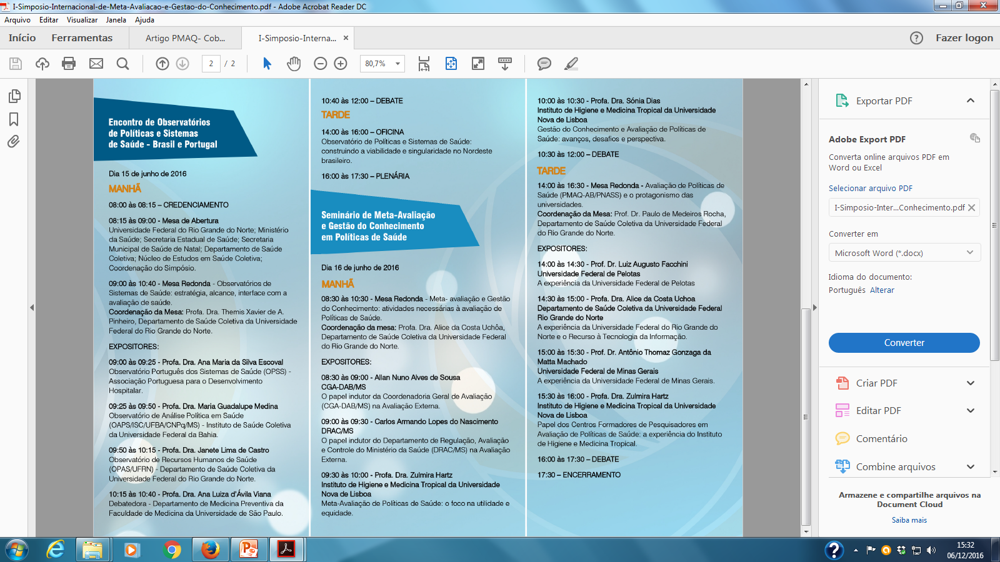 I-Simposio-Internacional-de-Meta-Avaliacao-e-Gestao-do-Conhecimento.pdf - Adobe Acrobat Reader DC
Arquivo Editar Visualizar Janela Ajuda
Início Ferramentas Artigo PMAQ- Cob... I-Simposio-Interna... × ? Fazer logon
2 / 2 80,7%
Encontro de Observatórios
de Políticas e Sistemas
de Saúde - Brasil e Portugal
Dia 15 de junho de 2016
MANHÃ
08:00 às 08:15 – CREDENCIAMENTO
08:15 às 09:00 - Mesa de Abertura
Universidade Federal do Rio Grande do Norte; Ministério
da Saúde; Secretaria Estadual de Saúde; Secretaria
Municipal de Saúde de Natal; Departamento de Saúde
Coletiva; Núcleo de Estudos em Saúde Coletiva;
Coordenação do Simpósio.
09:00 às 10:40 - Mesa Redonda - Observatórios de
Sistemas de Saúde: estratégia, alcance, interface com a
avaliação de saúde.
Coordenação da Mesa: Profa. Dra. Themis Xavier de A.
Pinheiro, Departamento de Saúde Coletiva da Universidade
Federal do Rio Grande do Norte.
EXPOSITORES:
09:00 às 09:25 - Profa. Dra. Ana Maria da Silva Escoval
Observatório Português dos Sistemas de Saúde (OPSS) -
Associação Portuguesa para o Desenvolvimento
Hospitalar.
09:25 às 09:50 - Profa. Dra. Maria Guadalupe Medina
Observatório de Análise Política em Saúde
(OAPS/ISC/UFBA/CNPq/MS) - Instituto de Saúde Coletiva
da Universidade Federal da Bahia.
09:50 às 10:15 - Profa. Dra. Janete Lima de Castro
Observatório de Recursos Humanos de Saúde
(OPAS/UFRN) - Departamento de Saúde Coletiva da
Universidade Federal do Rio Grande do Norte.
10:15 às 10:40 - Profa. Dra. Ana Luiza d'Ávila Viana
Debatedora - Departamento de Medicina Preventiva da
Faculdade de Medicina da Universidade de São Paulo.
10:40 às 12:00 – DEBATE
TARDE
14:00 às 16:00 – OFICINA
Observatório de Políticas e Sistemas de Saúde:
construindo a viabilidade e singularidade no Nordeste
brasileiro.
16:00 às 17:30 – PLENÁRIA
Seminário de Meta-Avaliação
e Gestão do Conhecimento
em Políticas de Saúde
Dia 16 de junho de 2016
MANHÃ
08:30 às 10:30 - Mesa Redonda - Meta- avaliação e Gestão
do Conhecimento: atividades necessárias à avaliação de
Políticas de Saúde.
Coordenação da mesa: Profa. Dra. Alice da Costa Uchôa,
Departamento de Saúde Coletiva da Universidade Federal
do Rio Grande do Norte.
EXPOSITORES:
08:30 às 09:00 - Allan Nuno Alves de Sousa
CGA-DAB/MS
O papel indutor da Coordenadoria Geral de Avaliação
(CGA-DAB/MS) na Avaliação Externa.
09:00 às 09:30 - Carlos Armando Lopes do Nascimento
DRAC/MS
O papel indutor do Departamento de Regulação, Avaliação
e Controle do Ministério da Saúde (DRAC/MS) na Avaliação
Externa.
09:30 às 10:00 - Profa. Dra. Zulmira Hartz
Instituto de Higiene e Medicina Tropical da Universidade
Nova de Lisboa
Meta-Avaliação de Políticas de Saúde: o foco na utilidade e
equidade.
10:00 às 10:30 - Profa. Dra. Sónia Dias
Instituto de Higiene e Medicina Tropical da Universidade
Nova de Lisboa
Gestão do Conhecimento e Avaliação de Políticas de
Saúde: avanços, desafios e perspectiva.
10:30 às 12:00 – DEBATE
TARDE
14:00 às 16:30 - Mesa Redonda - Avaliação de Políticas de
Saúde (PMAQ-AB/PNASS) e o protagonismo das
universidades.
Coordenação da Mesa: Prof. Dr. Paulo de Medeiros Rocha,
Departamento de Saúde Coletiva da Universidade Federal
do Rio Grande do Norte.
EXPOSITORES:
14:00 às 14:30 - Prof. Dr. Luiz Augusto Facchini
Universidade Federal de Pelotas
A experiência da Universidade Federal de Pelotas
14:30 às 15:00 - Prof. Dra. Alice da Costa Uchoa
Departamento de Saúde Coletiva da Universidade Federal
Rio Grande do Norte
A experiência da Universidade Federal do Rio Grande do
Norte e o Recurso à Tecnologia da Informação.
15:00 às 15:30 - Prof. Dr. Antônio Thomaz Gonzaga da
Matta Machado
Universidade Federal de Minas Gerais
A experiência da Universidade Federal de Minas Gerais.
15:30 às 16:00 - Profa. Dra. Zulmira Hartz
Instituto de Higiene e Medicina Tropical da Universidade
Nova de Lisboa
Papel dos Centros Formadores de Pesquisadores em
Avaliação de Políticas de Saúde: a experiência do Instituto
de Higiene e Medicina Tropical.
16:00 às 17:30 – DEBATE
17:30 – ENCERRAMENTO
Exportar PDF
Adobe Export PDF
Converta online arquivos PDF em
Word ou Excel
Selecionar arquivo PDF
I-Simposio-Inter...Conhecimento.pdf
Converter em
Microsoft Word (*.docx)
Idioma do documento:
Português Alterar
Converter
Criar PDF
Editar PDF
Comentário
Combine arquivos
Armazene e compartilhe arquivos na
Document Cloud
Saiba mais
15:32
06/12/2016